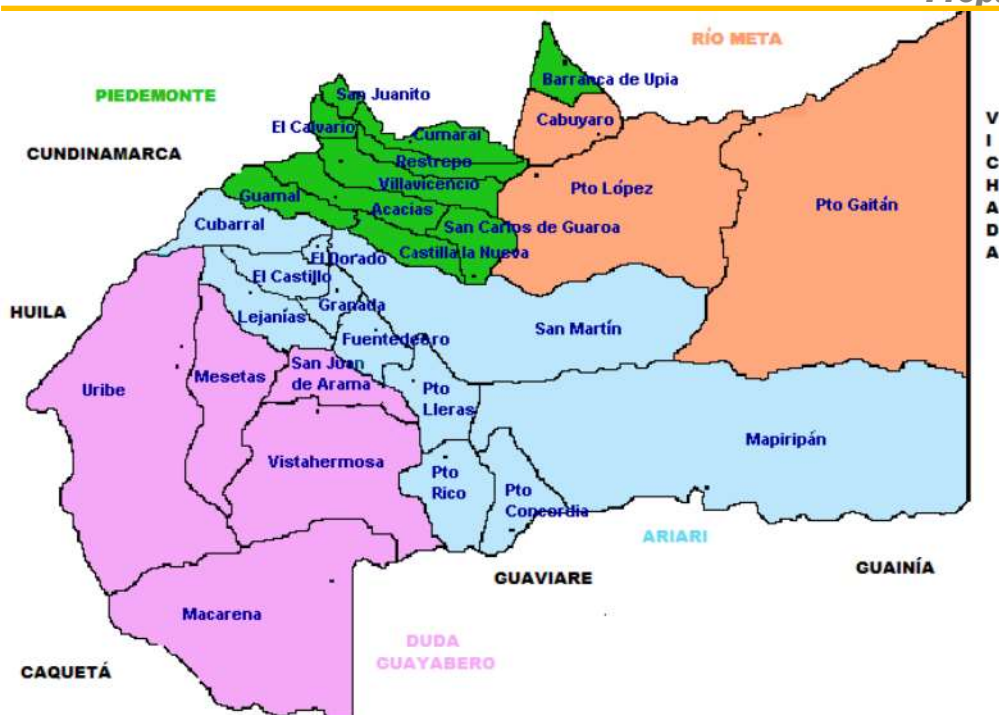 RÍO META
Barranca de Upia
PIEDEMONTE
San Juanito
Cabuyaro
El Calvario
Cumaral
CUNDINAMARCA
Restrepo
Villavicencio
Pto López
Guamal
Acacias
Pto Gaitán
VICHADA
Cubarral
San Carlos de Guaroa
Castilla la Nueva
El Dorado
El Castillo
Granada
HUILA
Lejanías
San Martín
Fuentedeoro
San Juan
de Arama
Mesetas
Uribe
Pto
Lleras
Mapiripán
Vistahermosa
Pto
Rico
Pto
Concordia
ARIARI
GUAVIARE
GUAINÍA
Macarena
DUDA
GUAYABERO
CAQUETÁ